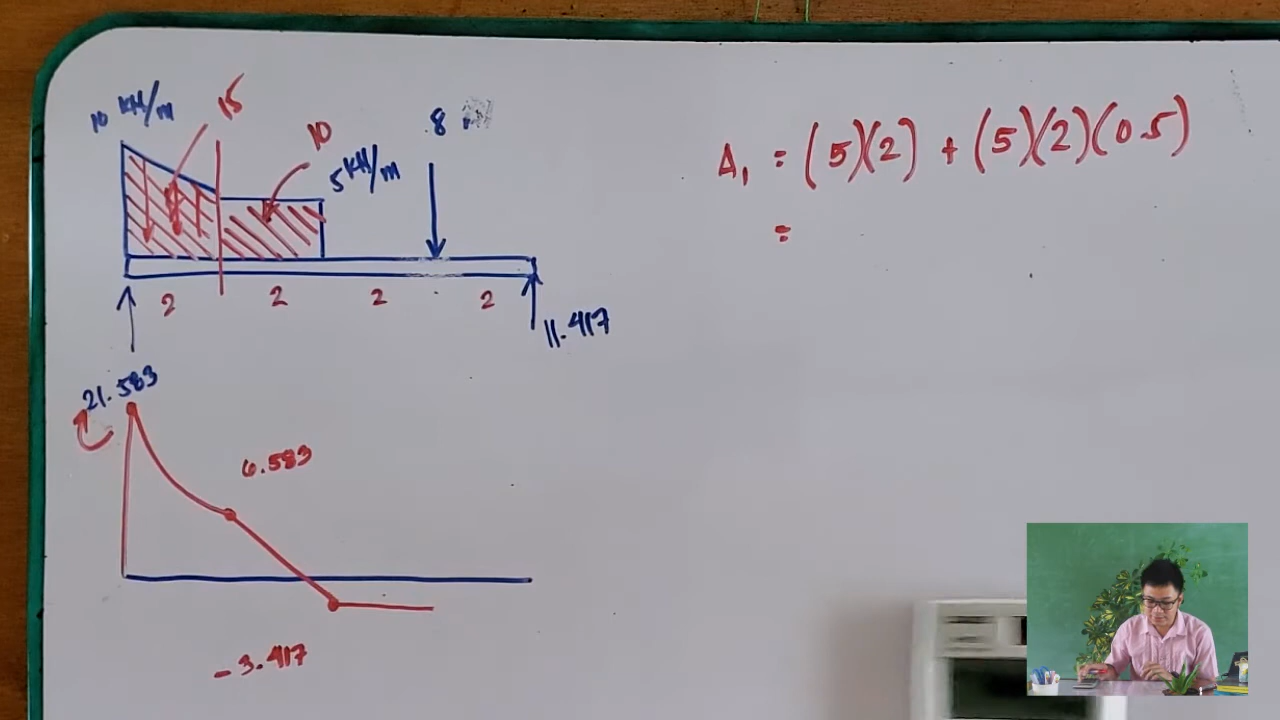 10 KN/m
15
10
5 KN/m
8
A₁ = (5)(2) + (5)(2)(0.5)
=
2 2 2 2
11.417
21.583
6.583
-3.417